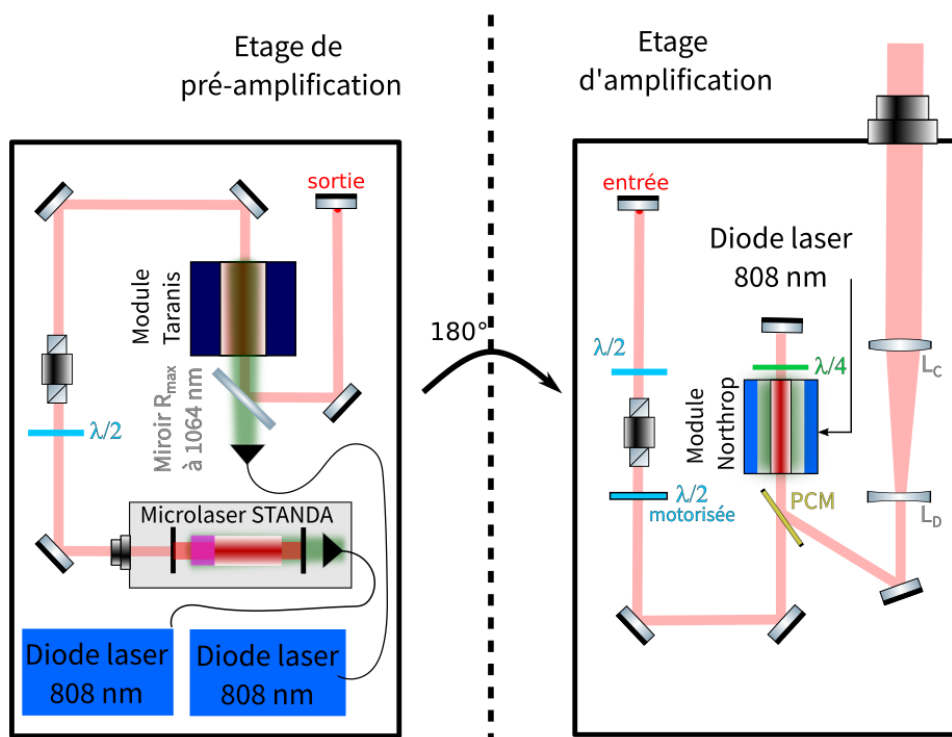 Etage de
pré-amplification
sortie
Module
Taranis
Miroir Rmax
à 1064 nm
λ/2
Microlaser STANDA
Diode laser
808 nm
Diode laser
808 nm
180°
Etage
d'amplification
entrée
Diode laser
808 nm
λ/2
λ/4
Module
Northrop
λ/2
motorisée
PCM
LC
LD